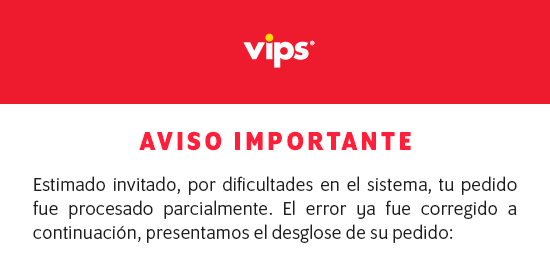 vips®
AVISO IMPORTANTE
Estimado invitado, por dificultades en el sistema, tu pedido
fue procesado parcialmente. El error ya fue corregido a
continuación, presentamos el desglose de su pedido: